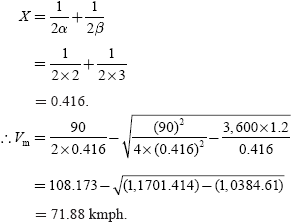 X = 1/2α + 1/2β
= 1/2×2 + 1/2×3
= 0.416.
∴ Vm = 90/2×0.416 − √((90)²/4×(0.416)² − 3,600×1.2/0.416)
= 108.173 − √(1,1701.414) − (1,0384.61)
= 71.88 kmph.